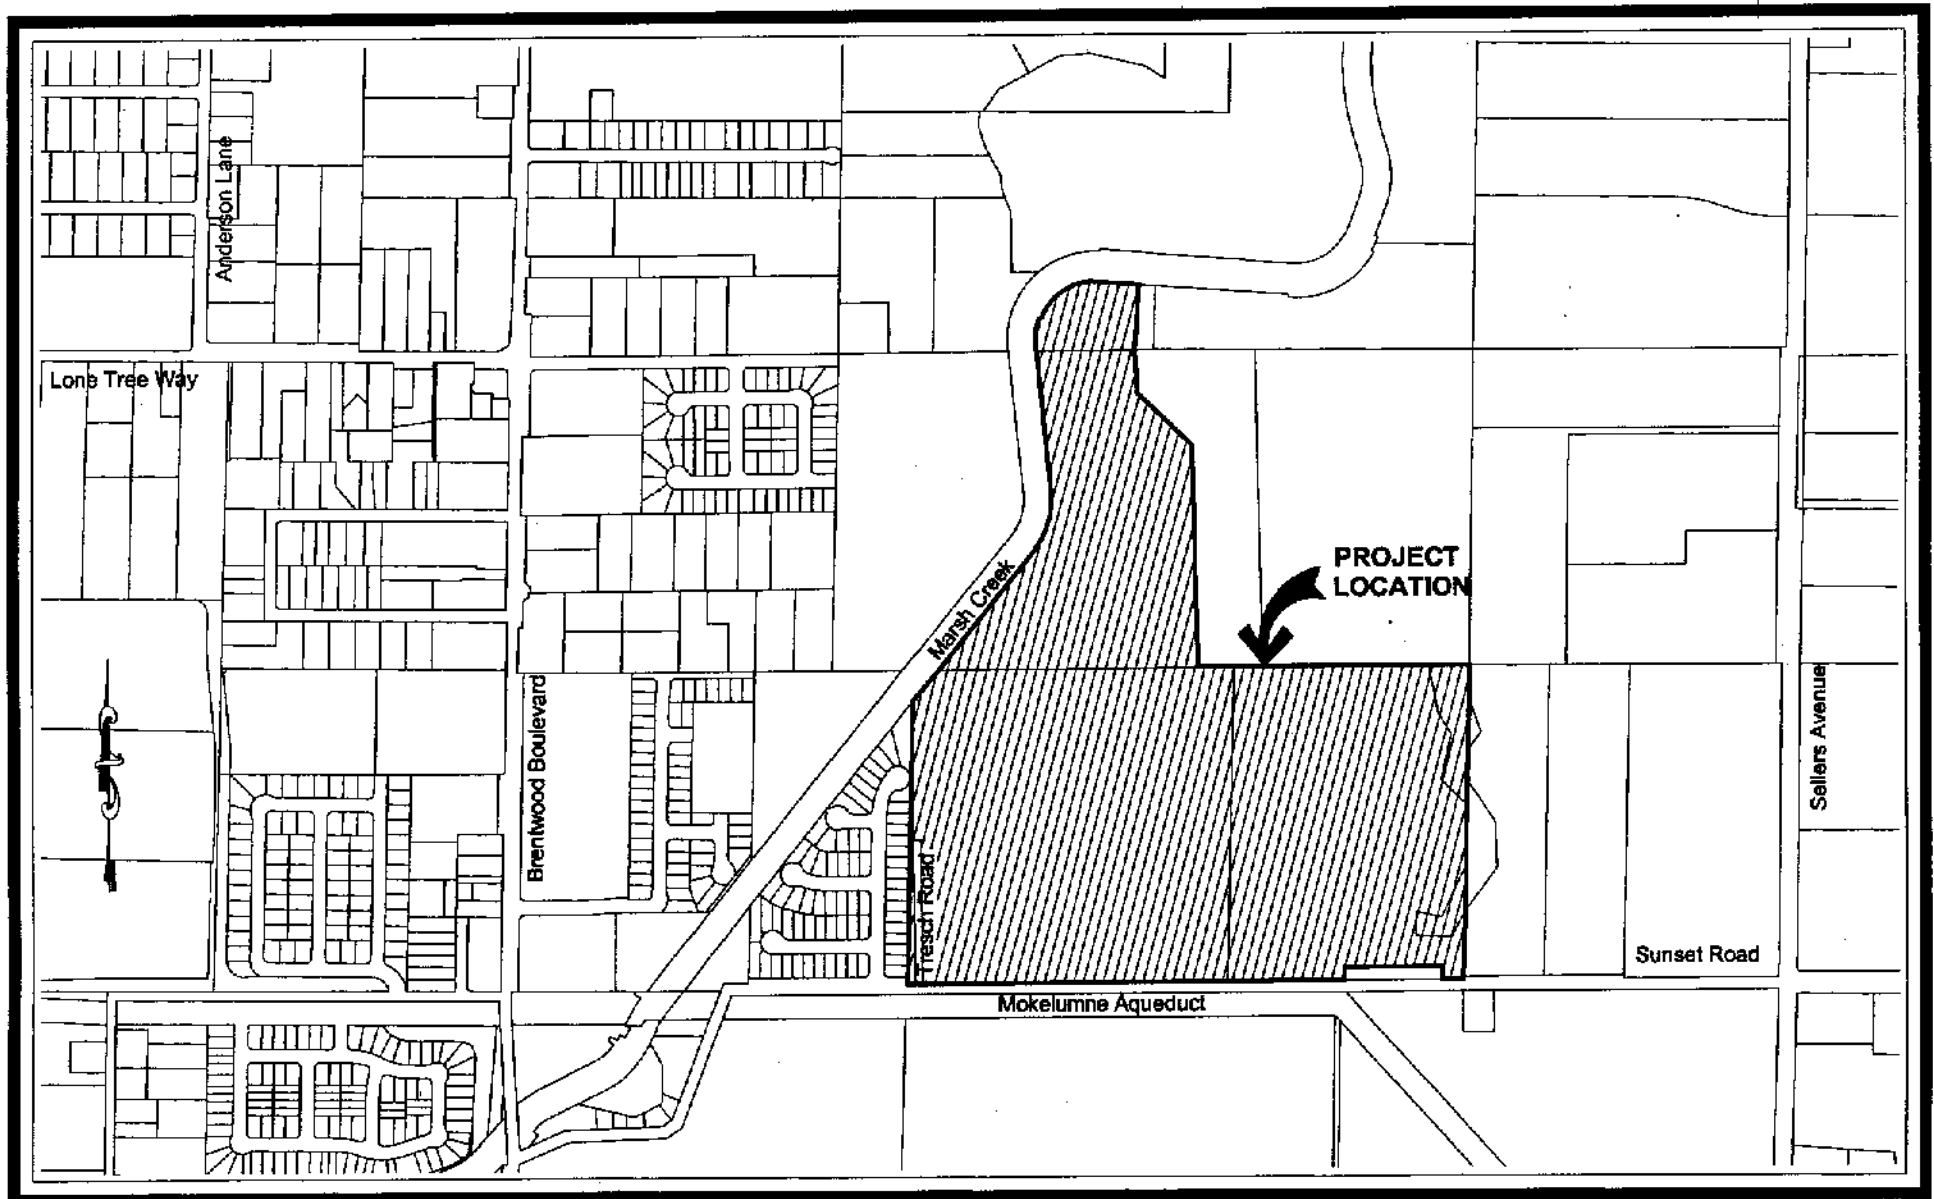 Anderson Lane
Lone Tree Way
PROJECT
LOCATION
Marsh Creek
Brentwood Boulevard
Sellers Avenue
Tresch Road
Sunset Road
Mokelumne Aqueduct